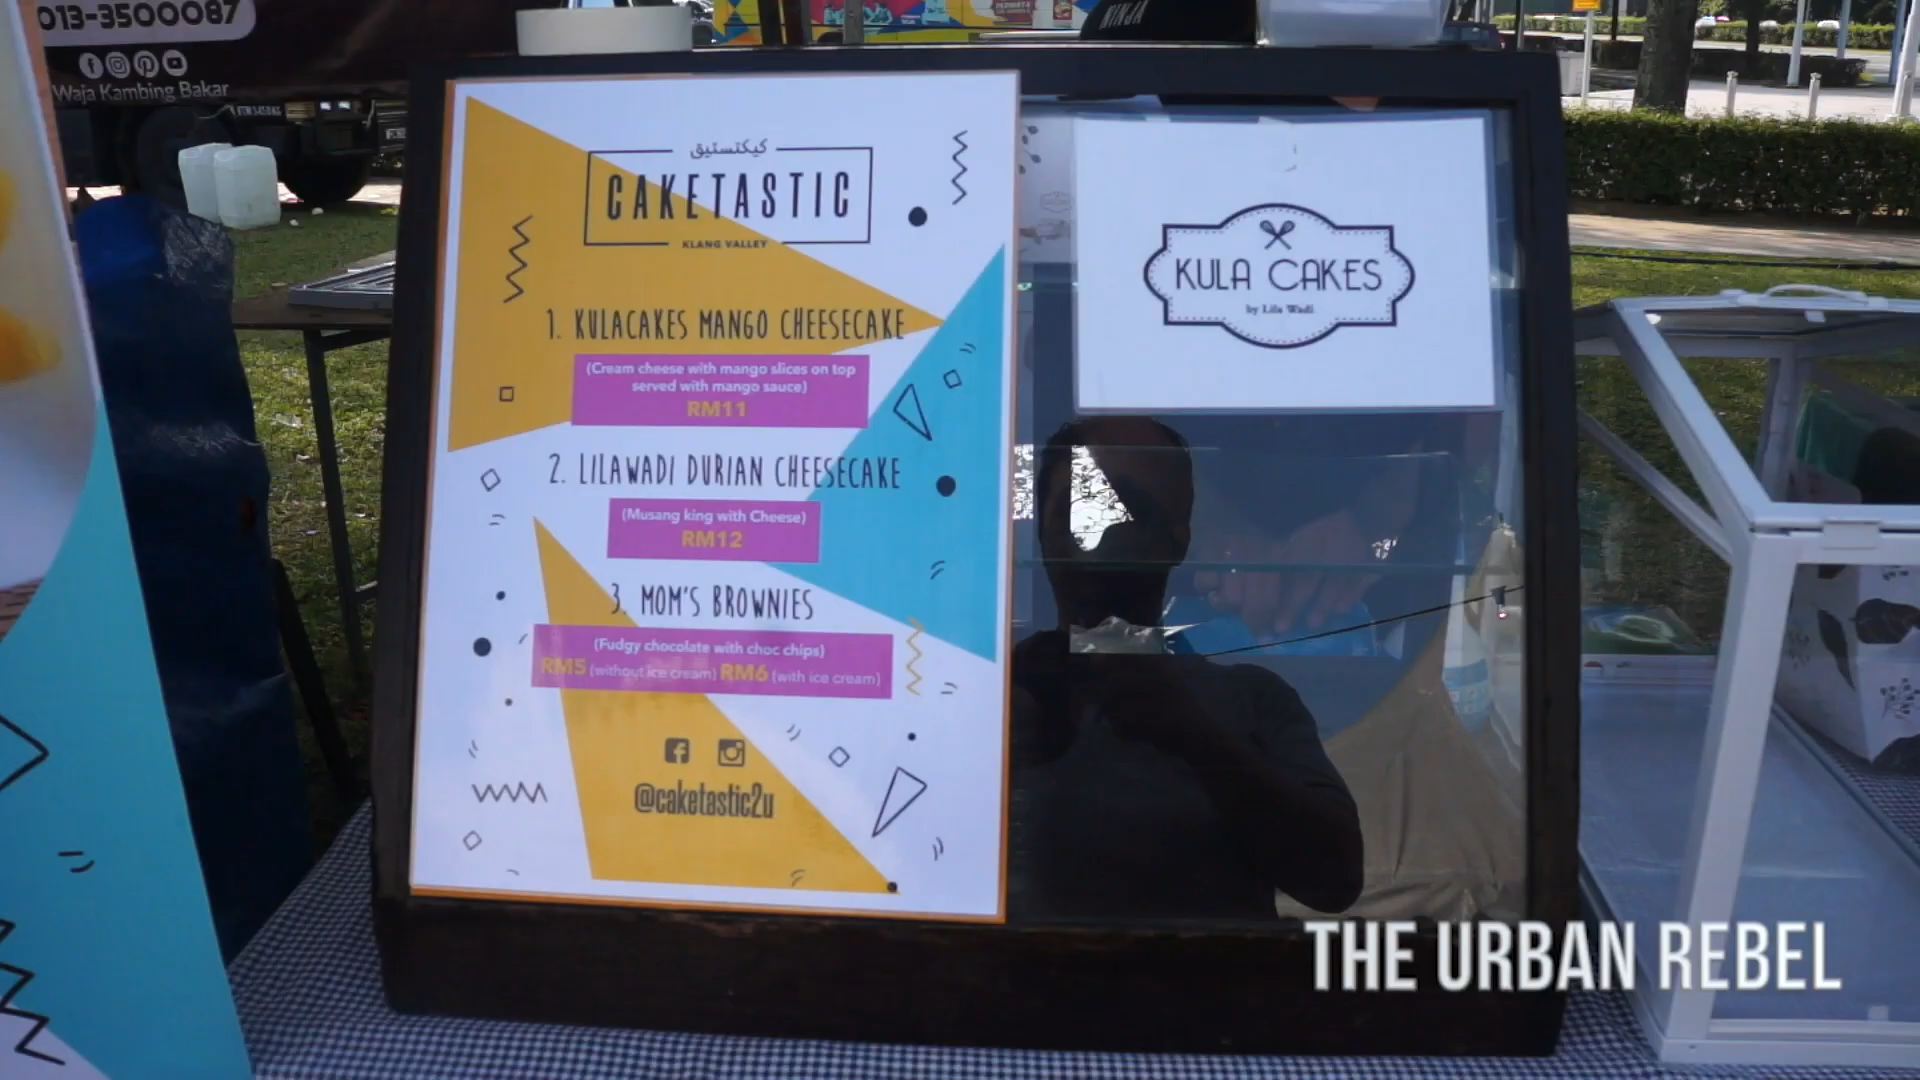 013-3500087
Waja Kambing Bakar
NINJA
كيكتستيق
CAKETASTIC
KLANG VALLEY
1. KULACAKES MANGO CHEESECAKE
(Cream cheese with mango slices on top
served with mango sauce)
RM11
2. LILAWADI DURIAN CHEESECAKE
(Musang king with Cheese)
RM12
3. MOM'S BROWNIES
(Fudgy chocolate with choc chips)
RM5 (without ice cream) RM6 (with ice cream)
@caketastic2u
KULA CAKES
by Lila Wadi
THE URBAN REBEL